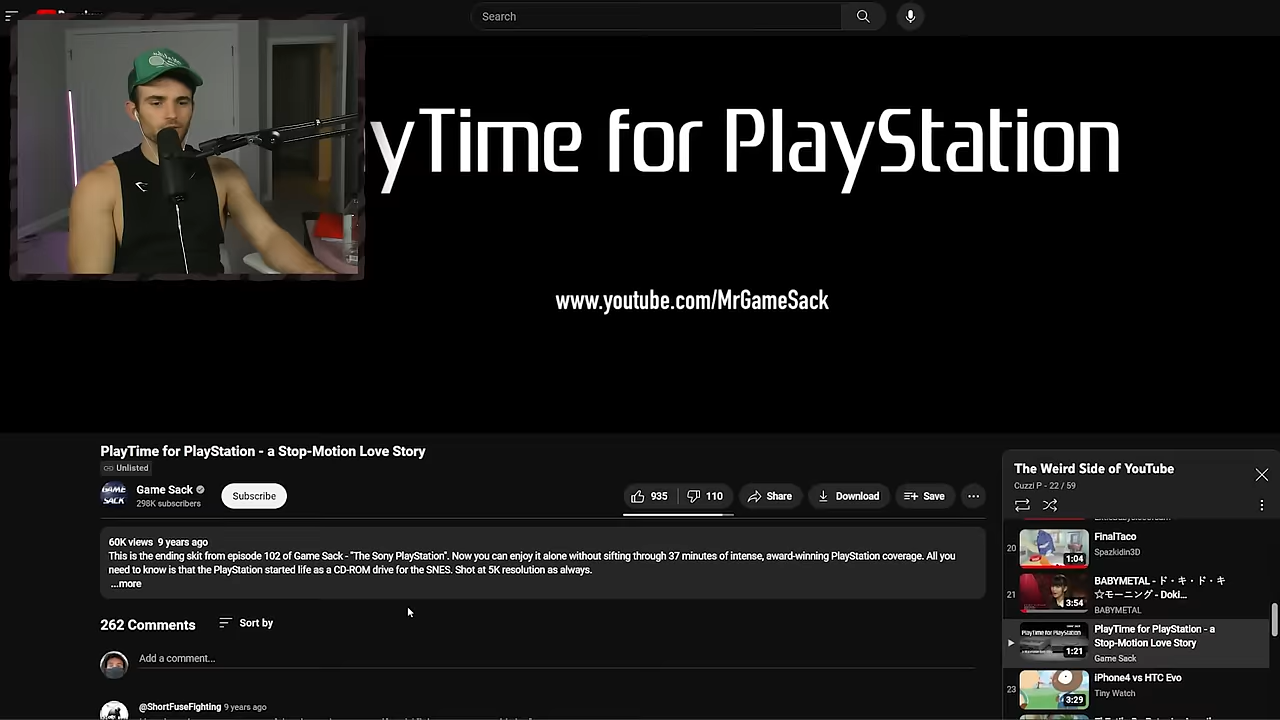 Search
yTime for PlayStation
www.youtube.com/MrGameSack
PlayTime for PlayStation - a Stop-Motion Love Story
Unlisted
Game Sack
298K subscribers
Subscribe
935
110
Share
Download
Save
60K views 9 years ago
This is the ending skit from episode 102 of Game Sack - "The Sony PlayStation". Now you can enjoy it alone without sifting through 37 minutes of intense, award-winning PlayStation coverage. All you
need to know is that the PlayStation started life as a CD-ROM drive for the SNES. Shot at 5K resolution as always.
...more
262 Comments
Sort by
Add a comment...
@ShortFuseFighting 9 years ago
The Weird Side of YouTube
Cuzzi P - 22 / 59
20
1:04
FinalTaco
Spazkidin3D
21
3:54
BABYMETAL - ド・キ・ド・キ
☆モーニング - Doki...
BABYMETAL
PlayTime for PlayStation
1:21
PlayTime for PlayStation - a
Stop-Motion Love Story
Game Sack
23
3:29
iPhone4 vs HTC Evo
Tiny Watch